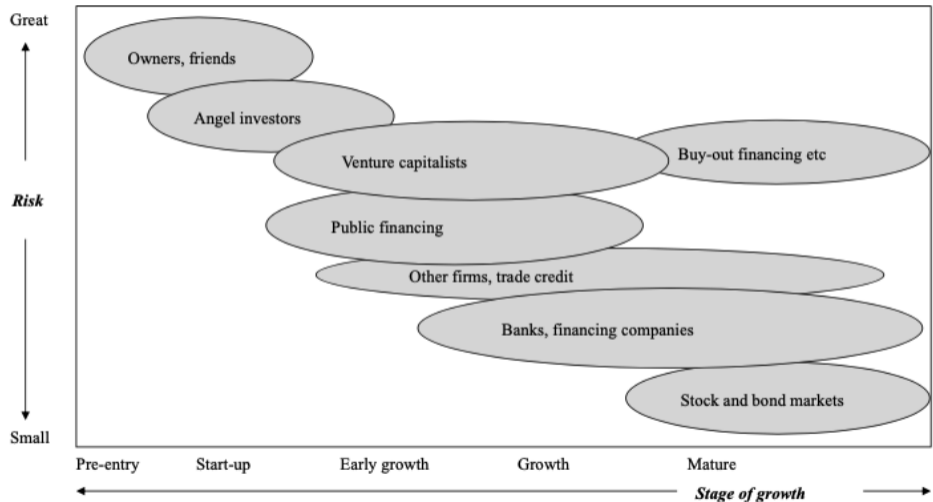 Great
Owners, friends
Angel investors
Venture capitalists
Buy-out financing etc
Risk
Public financing
Other firms, trade credit
Banks, financing companies
Stock and bond markets
Small
Pre-entry Start-up Early growth Growth Mature
Stage of growth